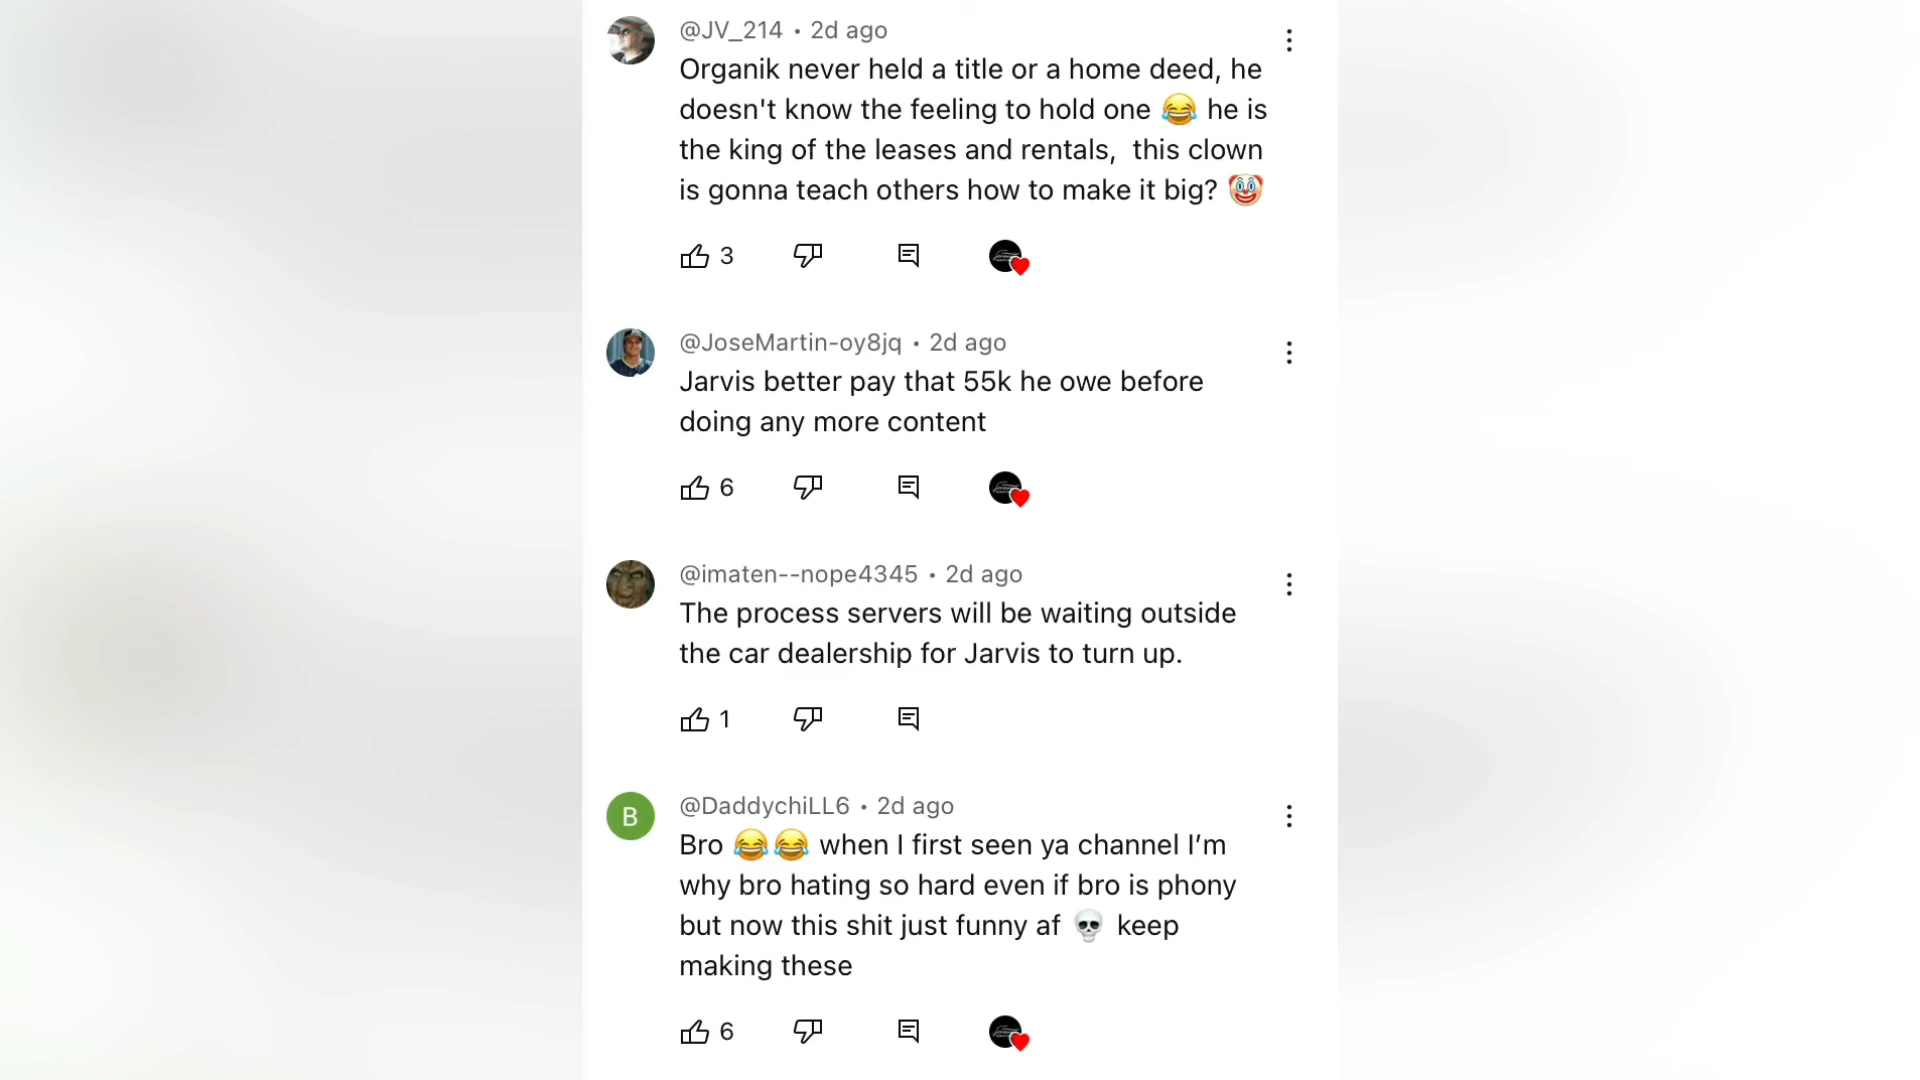 @JV_214 • 2d ago
Organik never held a title or a home deed, he
doesn't know the feeling to hold one 😂 he is
the king of the leases and rentals,  this clown
is gonna teach others how to make it big? 🤡
3
@JoseMartin-oy8jq • 2d ago
Jarvis better pay that 55k he owe before
doing any more content
6
@imaten--nope4345 • 2d ago
The process servers will be waiting outside
the car dealership for Jarvis to turn up.
1
B
@DaddychiLL6 • 2d ago
Bro 😂😂 when I first seen ya channel I’m
why bro hating so hard even if bro is phony
but now this shit just funny af 💀 keep
making these
6